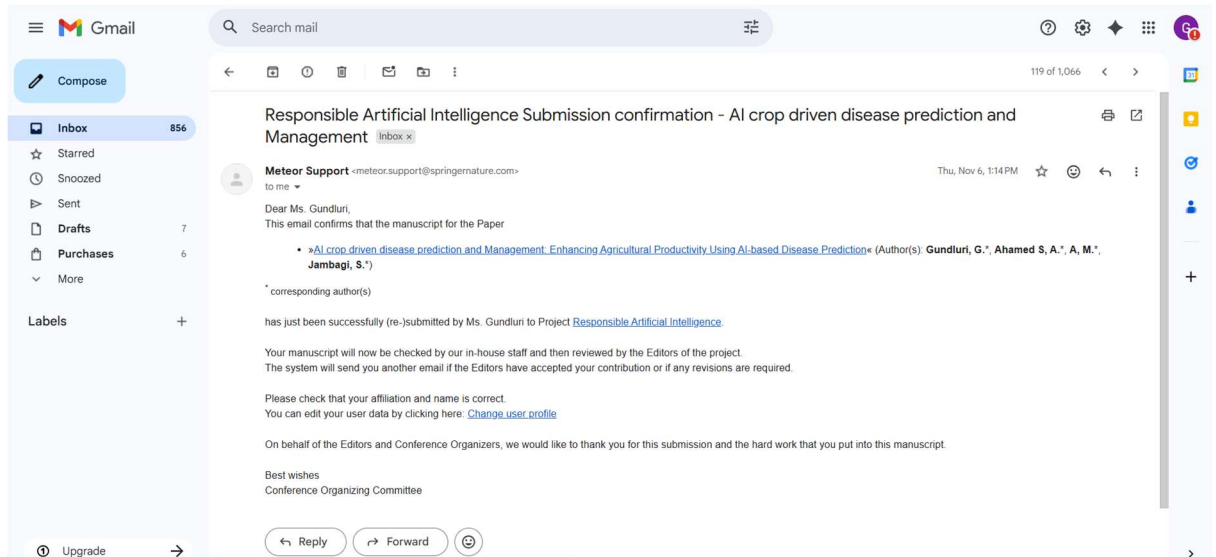 Gmail
Search mail
Compose
119 of 1,066
Inbox 856
Starred
Snoozed
Sent
Drafts 7
Purchases 6
More
Labels
Responsible Artificial Intelligence Submission confirmation - AI crop driven disease prediction and
Management Inbox ×
Meteor Support <meteor.support@springernature.com>
Thu, Nov 6, 1:14 PM
to me
Dear Ms. Gundluri,
This email confirms that the manuscript for the Paper
• »AI crop driven disease prediction and Management: Enhancing Agricultural Productivity Using AI-based Disease Prediction« (Author(s): Gundluri, G.*, Ahamed S, A.*, A, M.*,
Jambagi, S.*)
* corresponding author(s)
has just been successfully (re-)submitted by Ms. Gundluri to Project Responsible Artificial Intelligence.
Your manuscript will now be checked by our in-house staff and then reviewed by the Editors of the project.
The system will send you another email if the Editors have accepted your contribution or if any revisions are required.
Please check that your affiliation and name is correct.
You can edit your user data by clicking here: Change user profile
On behalf of the Editors and Conference Organizers, we would like to thank you for this submission and the hard work that you put into this manuscript.
Best wishes
Conference Organizing Committee
Reply
Forward
Upgrade
G
31